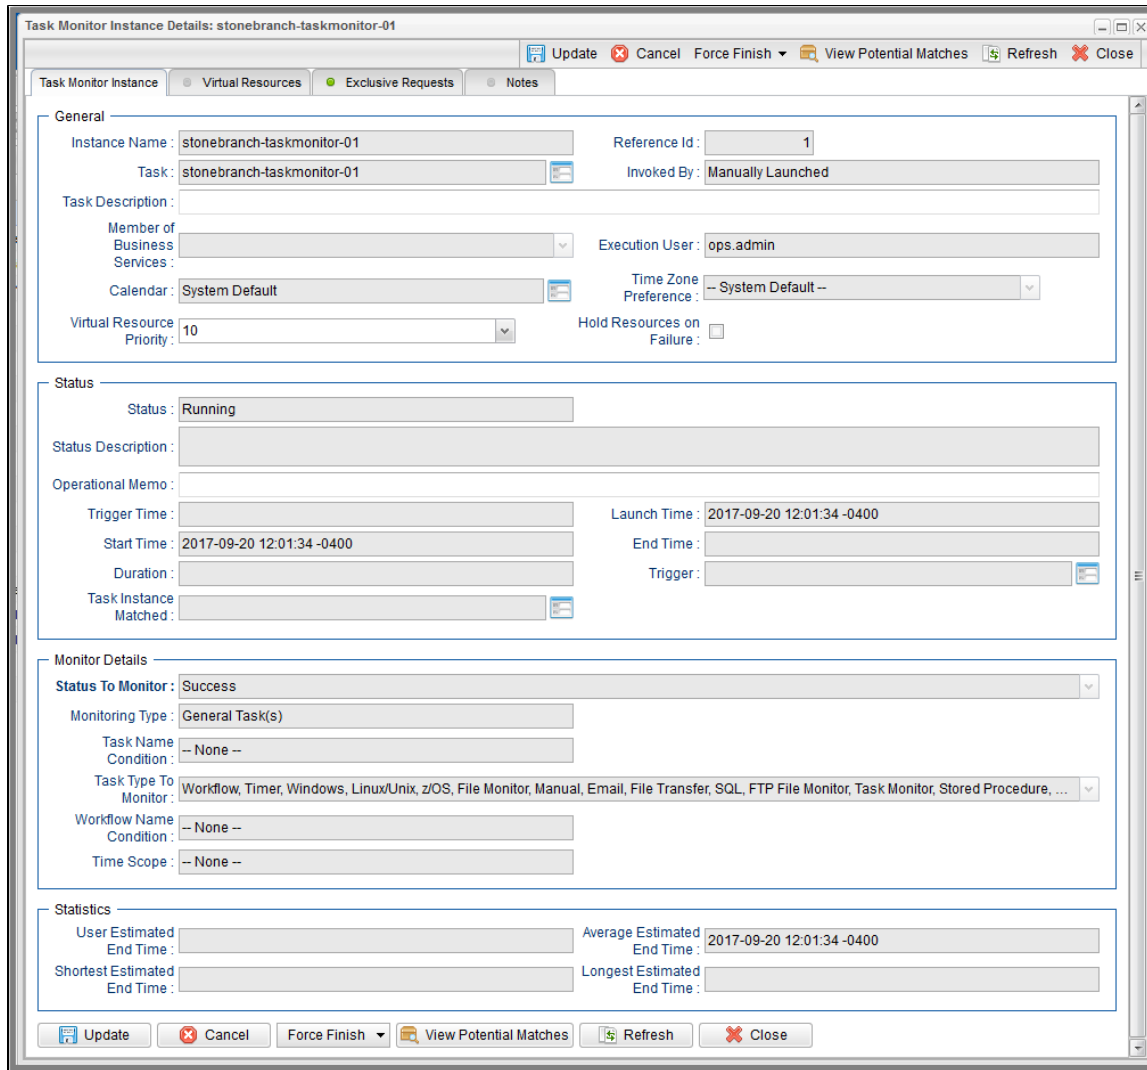 Task Monitor Instance Details: stonebranch-taskmonitor-01
Update Cancel Force Finish View Potential Matches Refresh Close
Task Monitor Instance Virtual Resources Exclusive Requests Notes
General
Instance Name : stonebranch-taskmonitor-01 Reference Id : 1
Task : stonebranch-taskmonitor-01 Invoked By : Manually Launched
Task Description :
Member of
Business
Services :
Execution User : ops.admin
Calendar : System Default
Time Zone
Preference : -- System Default --
Virtual Resource
Priority : 10
Hold Resources on
Failure :
Status
Status : Running
Status Description :
Operational Memo :
Trigger Time : Launch Time : 2017-09-20 12:01:34 -0400
Start Time : 2017-09-20 12:01:34 -0400 End Time :
Duration : Trigger :
Task Instance
Matched :
Monitor Details
Status To Monitor : Success
Monitoring Type : General Task(s)
Task Name
Condition : -- None --
Task Type To
Monitor : Workflow, Timer, Windows, Linux/Unix, z/OS, File Monitor, Manual, Email, File Transfer, SQL, FTP File Monitor, Task Monitor, Stored Procedure, ...
Workflow Name
Condition : -- None --
Time Scope : -- None --
Statistics
User Estimated
End Time :
Average Estimated
End Time : 2017-09-20 12:01:34 -0400
Shortest Estimated
End Time :
Longest Estimated
End Time :
Update Cancel Force Finish View Potential Matches Refresh Close